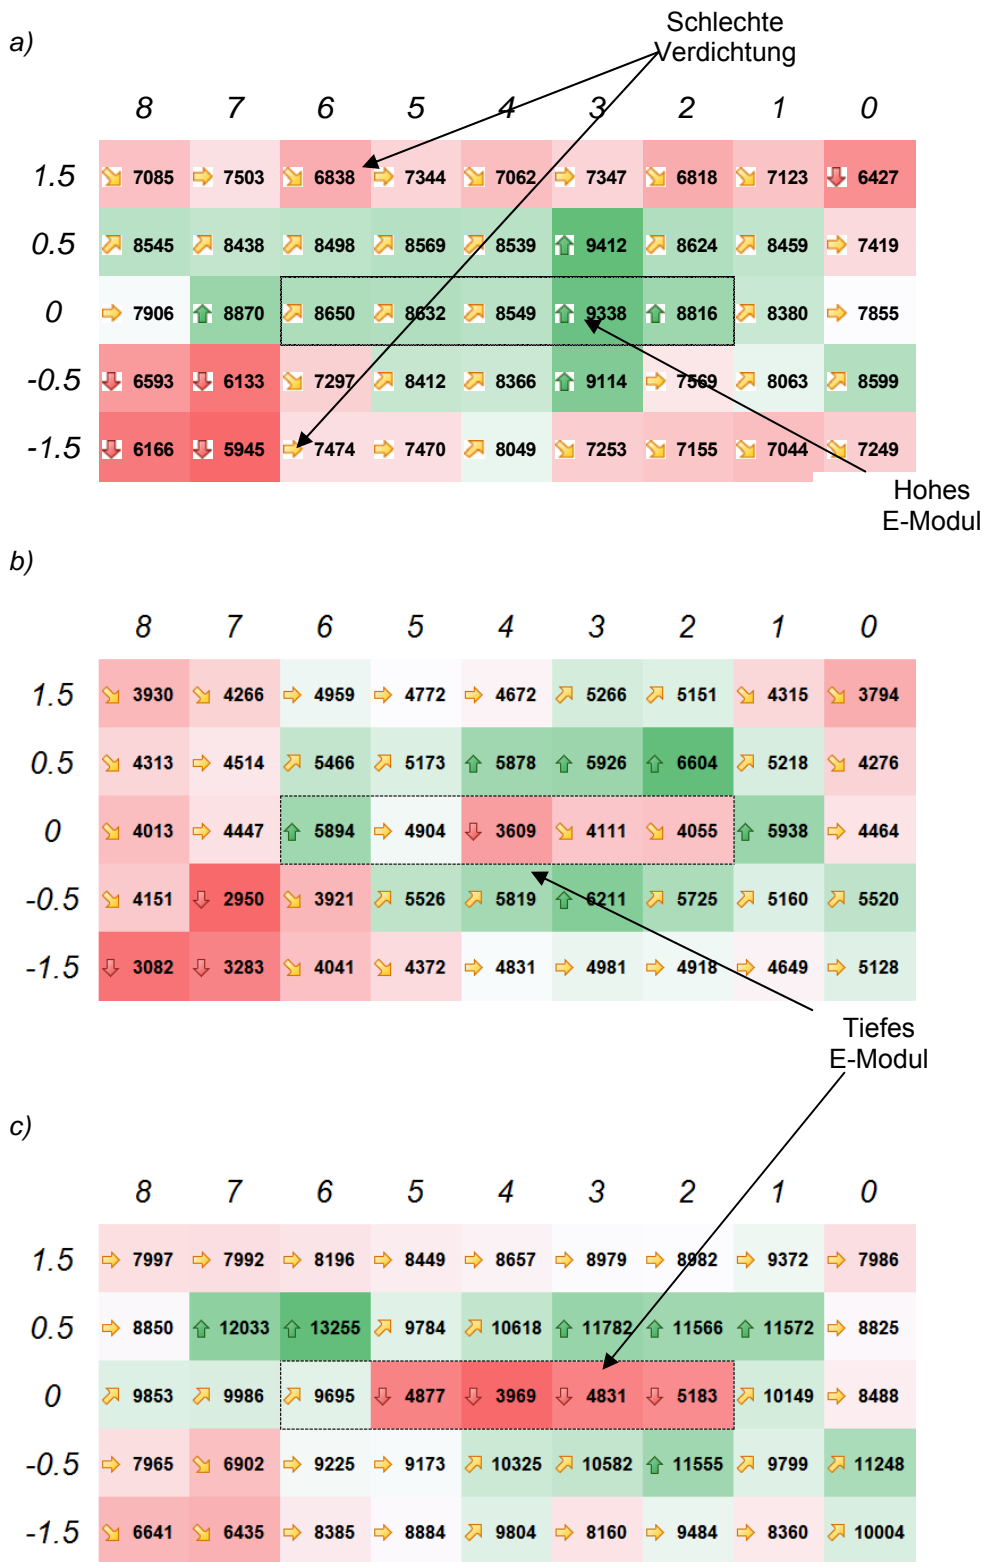 a)
Schlechte
Verdichtung
8 7 6 5 4 3 2 1 0
1.5 7085 7503 6838 7344 7062 7347 6818 7123 6427
0.5 8545 8438 8498 8569 8539 9412 8624 8459 7419
0 7906 8870 8650 8632 8549 9338 8816 8380 7855
-0.5 6593 6133 7297 8412 8366 9114 7569 8063 8599
-1.5 6166 5945 7474 7470 8049 7253 7155 7044 7249
Hohes
E-Modul
b)
8 7 6 5 4 3 2 1 0
1.5 3930 4266 4959 4772 4672 5266 5151 4315 3794
0.5 4313 4514 5466 5173 5878 5926 6604 5218 4276
0 4013 4447 5894 4904 3609 4111 4055 5938 4464
-0.5 4151 2950 3921 5526 5819 6211 5725 5160 5520
-1.5 3082 3283 4041 4372 4831 4981 4918 4649 5128
Tiefes
E-Modul
c)
8 7 6 5 4 3 2 1 0
1.5 7997 7992 8196 8449 8657 8979 8982 9372 7986
0.5 8850 12033 13255 9784 10618 11782 11566 11572 8825
0 9853 9986 9695 4877 3969 4831 5183 10149 8488
-0.5 7965 6902 9225 9173 10325 10582 11555 9799 11248
-1.5 6641 6435 8385 8884 9804 8160 9484 8360 10004